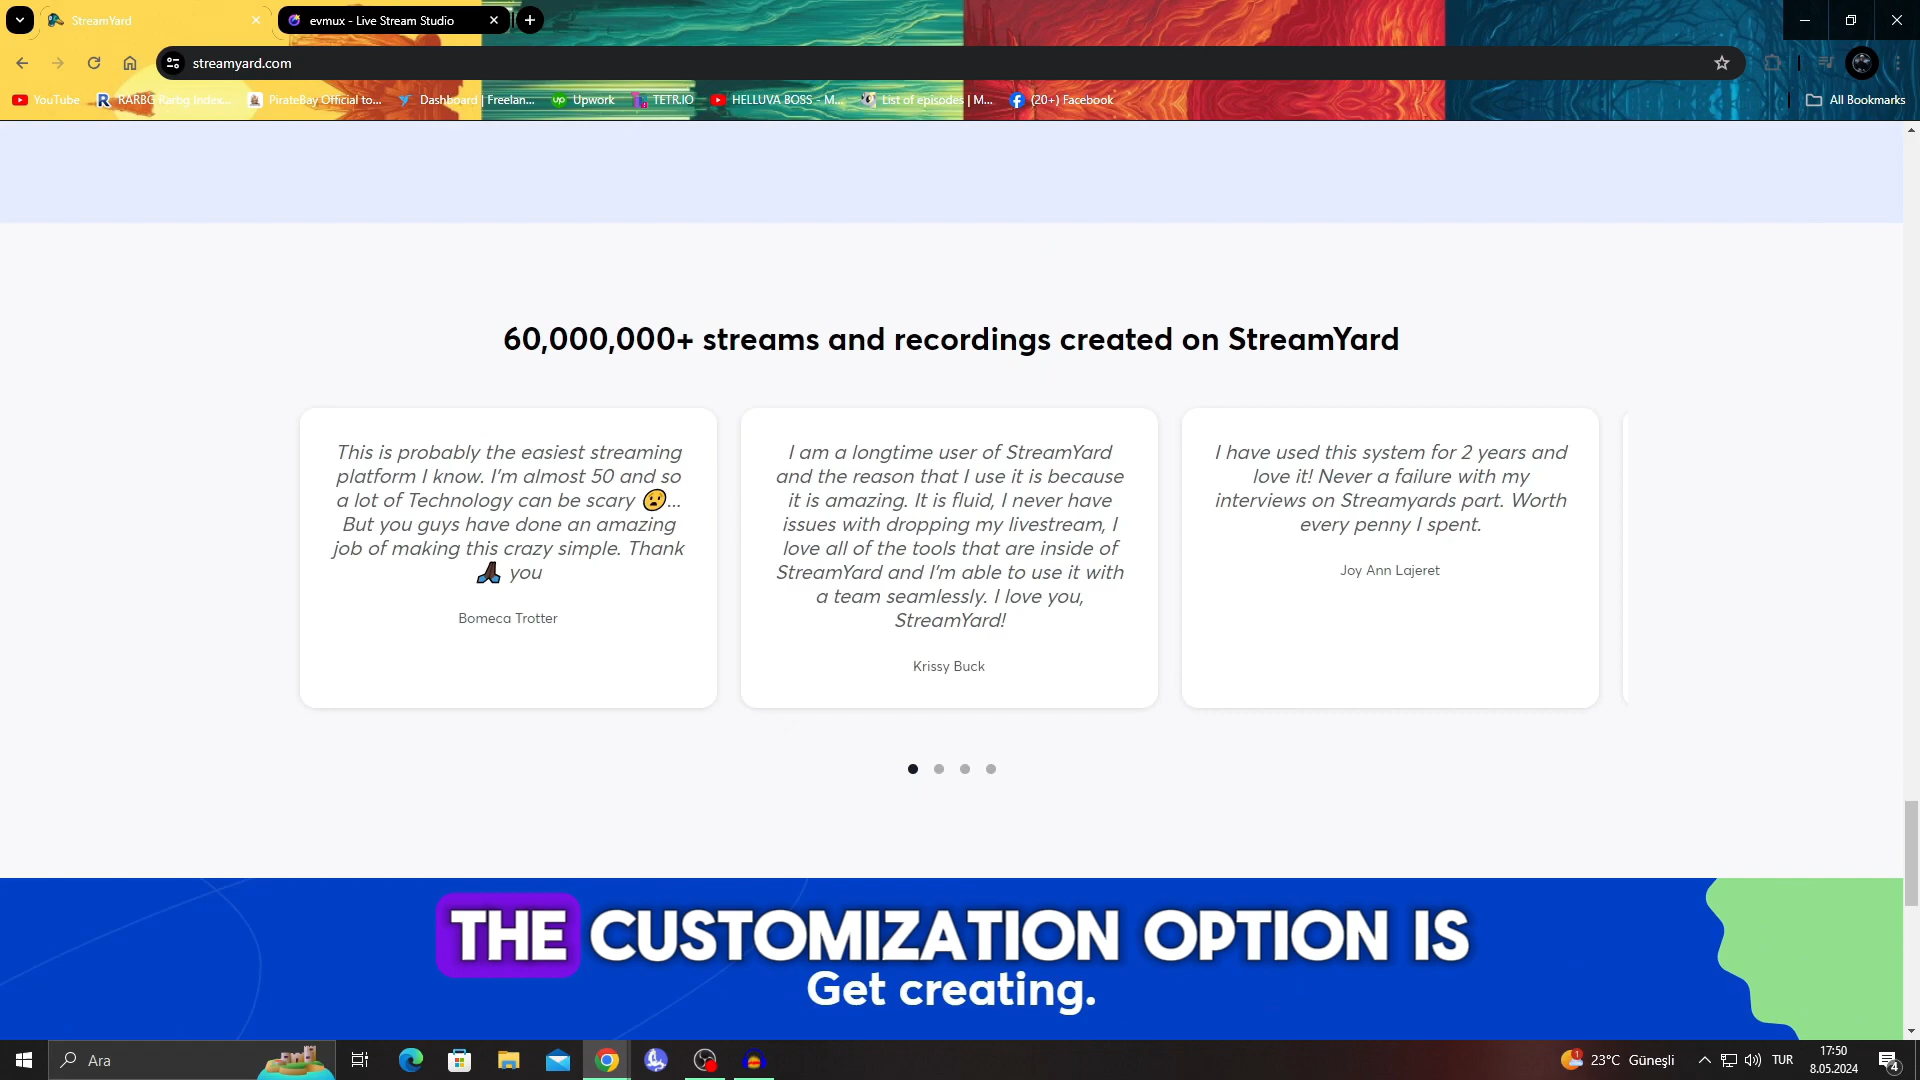 StreamYard
evmux - Live Stream Studio
streamyard.com
YouTube
RARBG Rarbg Index...
PirateBay Official to...
Dashboard | Freelan...
Upwork
TETR.IO
HELLUVA BOSS - M...
List of episodes | M...
(20+) Facebook
All Bookmarks
60,000,000+ streams and recordings created on StreamYard
This is probably the easiest streaming
platform I know. I'm almost 50 and so
a lot of Technology can be scary 😟...
But you guys have done an amazing
job of making this crazy simple. Thank
🙏🏿 you
Bomeca Trotter
I am a longtime user of StreamYard
and the reason that I use it is because
it is amazing. It is fluid, I never have
issues with dropping my livestream, I
love all of the tools that are inside of
StreamYard and I'm able to use it with
a team seamlessly. I love you,
StreamYard!
Krissy Buck
I have used this system for 2 years and
love it! Never a failure with my
interviews on Streamyards part. Worth
every penny I spent.
Joy Ann Lajeret
THE CUSTOMIZATION OPTION IS
Get creating.
Ara
1
23°C Güneşli
TUR
17:50
8.05.2024
4